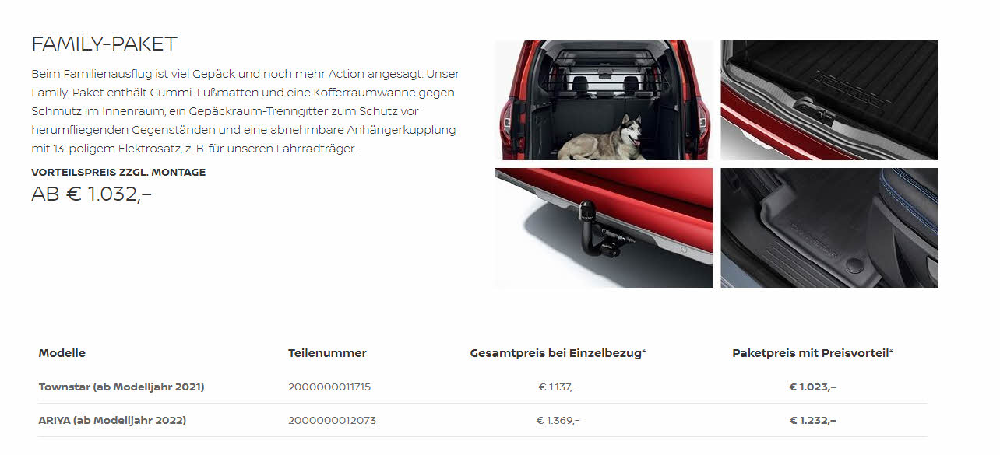 FAMILY-PAKET
Beim Familienausflug ist viel Gepäck und noch mehr Action angesagt. Unser
Family-Paket enthält Gummi-Fußmatten und eine Kofferraumwanne gegen
Schmutz im Innenraum, ein Gepäckraum-Trenngitter zum Schutz vor
herumfliegenden Gegenständen und eine abnehmbare Anhängerkupplung
mit 13-poligem Elektrosatz, z. B. für unseren Fahrradträger.
VORTEILSPREIS ZZGL. MONTAGE
AB € 1.032,–
Modelle Teilenummer Gesamtpreis bei Einzelbezug* Paketpreis mit Preisvorteil*
Townstar (ab Modelljahr 2021) 2000000011715 € 1.137,– € 1.023,–
ARIYA (ab Modelljahr 2022) 2000000012073 € 1.369,– € 1.232,–